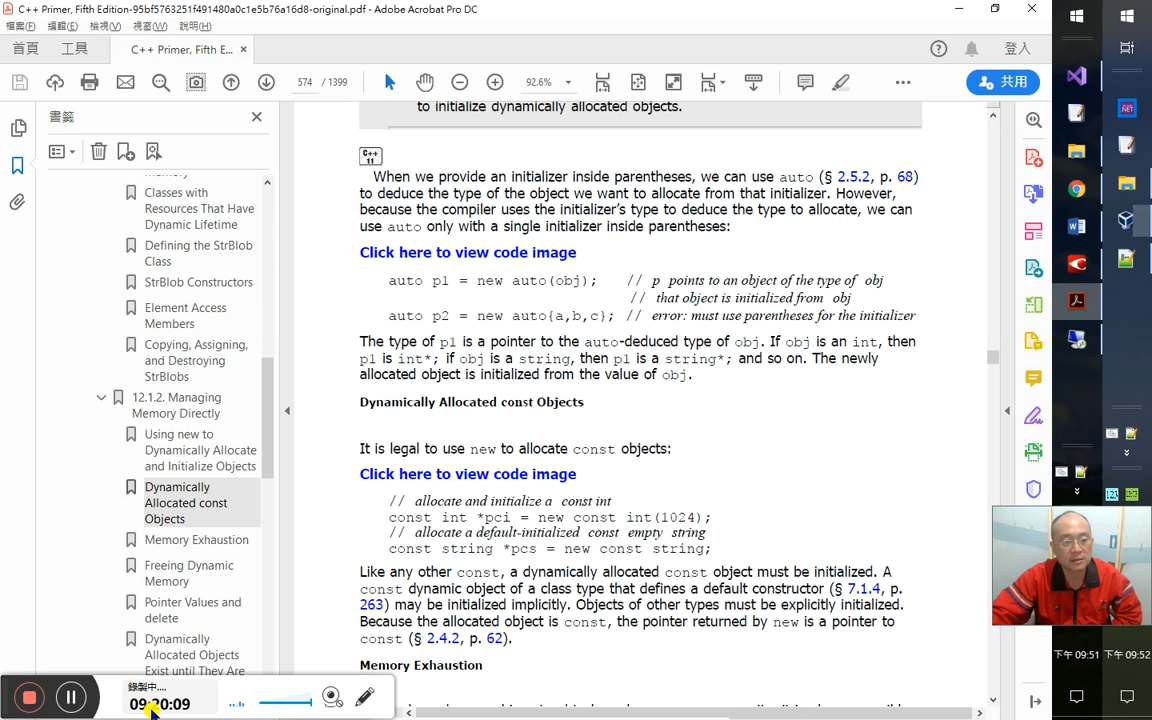 C++ Primer, Fifth Edition-95bf5763251f491480a0c1e5b76a16d8-original.pdf - Adobe Acrobat Pro DC
檔案(F) 編輯(E) 檢視(V) 視窗(W) 說明(H)
首頁 工具 C++ Primer, Fifth E... × 登入
574 / 1399 92.6% 共用
書籤
Classes with
Resources That Have
Dynamic Lifetime
Defining the StrBlob
Class
StrBlob Constructors
Element Access
Members
Copying, Assigning,
and Destroying
StrBlobs
12.1.2. Managing
Memory Directly
Using new to
Dynamically Allocate
and Initialize Objects
Dynamically
Allocated const
Objects
Memory Exhaustion
Freeing Dynamic
Memory
Pointer Values and
delete
Dynamically
Allocated Objects
Exist until They Are
to initialize dynamically allocated objects.
C++
11
When we provide an initializer inside parentheses, we can use auto (§ 2.5.2, p. 68)
to deduce the type of the object we want to allocate from that initializer. However,
because the compiler uses the initializer's type to deduce the type to allocate, we can
use auto only with a single initializer inside parentheses:
Click here to view code image
auto p1 = new auto(obj); // p points to an object of the type of obj
// that object is initialized from obj
auto p2 = new auto{a,b,c}; // error: must use parentheses for the initializer
The type of p1 is a pointer to the auto-deduced type of obj. If obj is an int, then
p1 is int*; if obj is a string, then p1 is a string*; and so on. The newly
allocated object is initialized from the value of obj.
Dynamically Allocated const Objects
It is legal to use new to allocate const objects:
Click here to view code image
// allocate and initialize a const int
const int *pci = new const int(1024);
// allocate a default-initialized const empty string
const string *pcs = new const string;
Like any other const, a dynamically allocated const object must be initialized. A
const dynamic object of a class type that defines a default constructor (§ 7.1.4, p.
263) may be initialized implicitly. Objects of other types must be explicitly initialized.
Because the allocated object is const, the pointer returned by new is a pointer to
const (§ 2.4.2, p. 62).
Memory Exhaustion
錄製中....
09:20:09
下午 09:51 下午 09:52